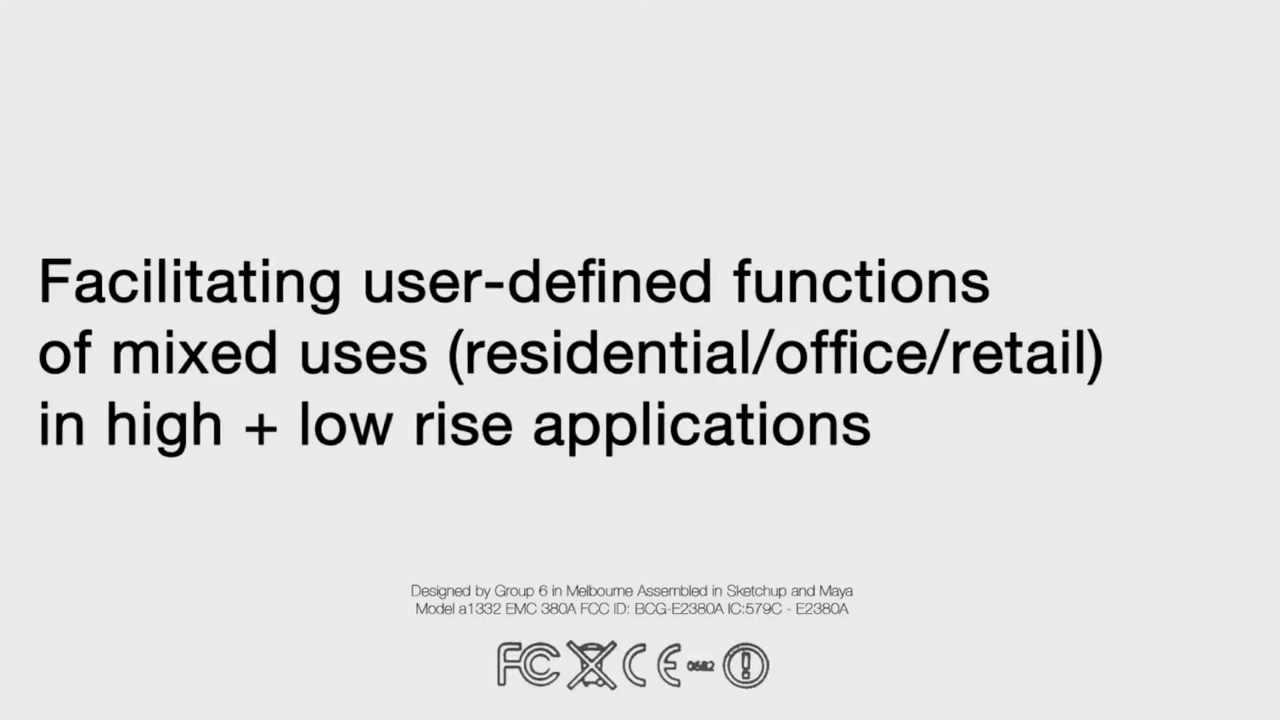 Facilitating user-defined functions
of mixed uses (residential/office/retail)
in high + low rise applications
Designed by Group 6 in Melbourne Assembled in Sketchup and Maya
Model a1332 EMC 380A FCC ID: BCG-E2380A IC:579C - E2380A
FC CE 0682